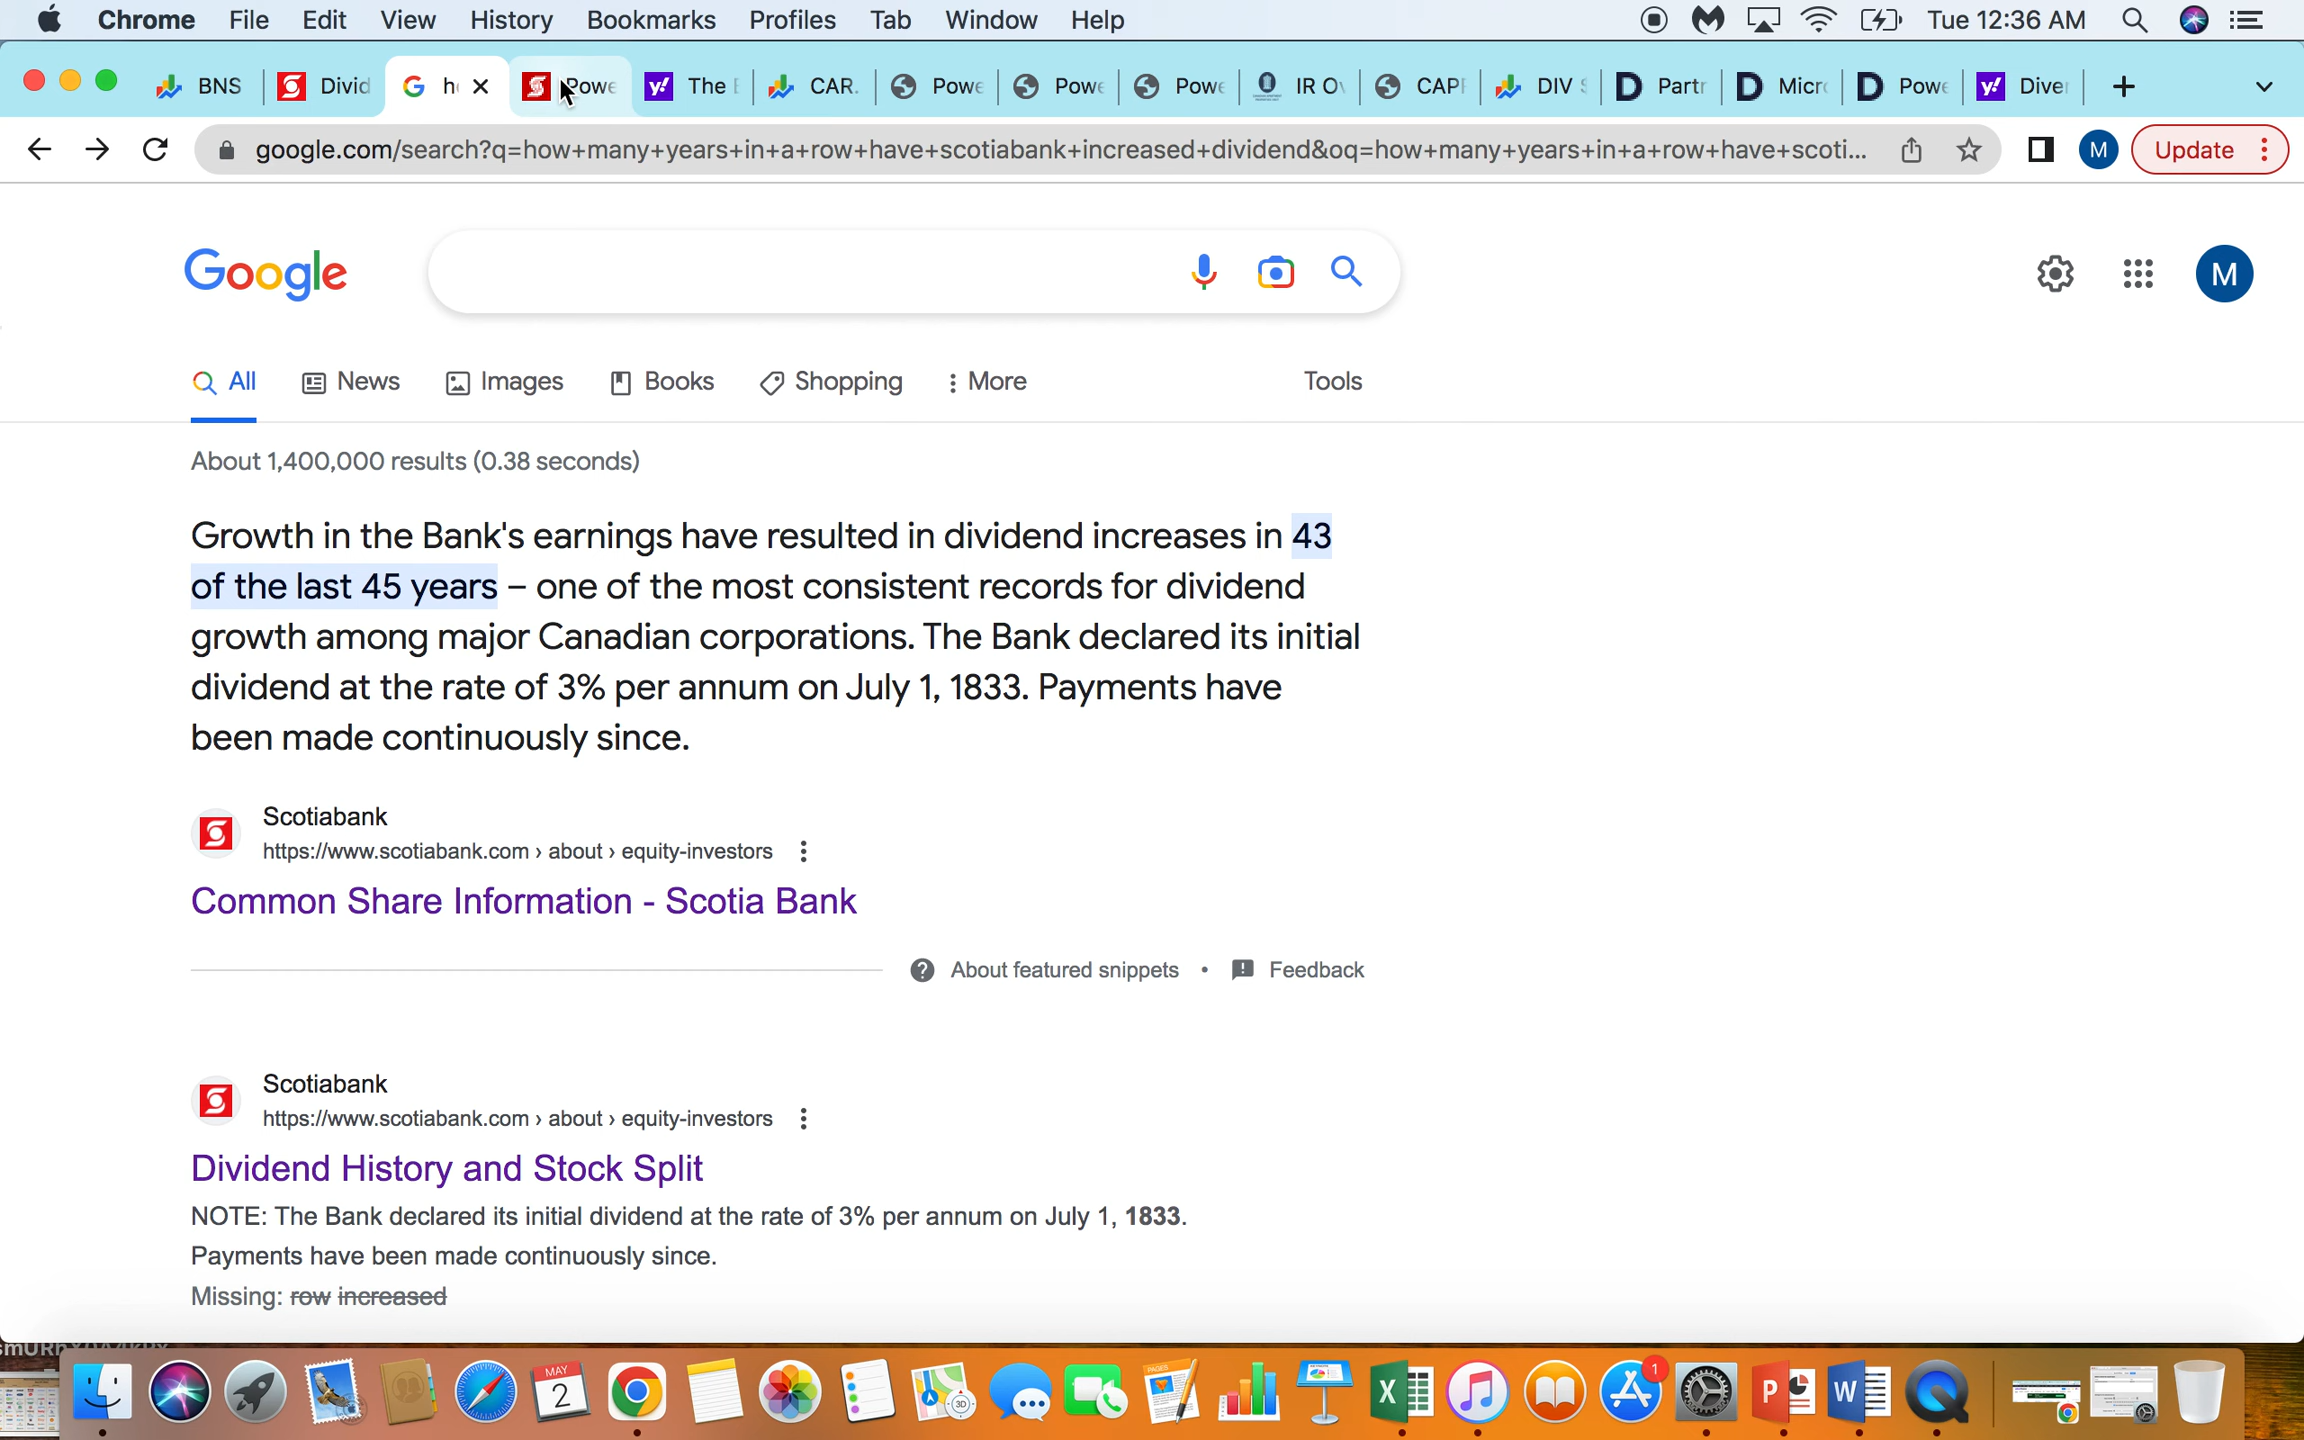 Chrome File Edit View History Bookmarks Profiles Tab Window Help Tue 12:36 AM
BNS Divid h Powe The CAR. Powe Powe Powe IR Ov CAPI DIV S Partr Micro Powe Diver
google.com/search?q=how+many+years+in+a+row+have+scotiabank+increased+dividend&oq=how+many+years+in+a+row+have+scoti... M Update
Google M
All News Images Books Shopping More Tools
About 1,400,000 results (0.38 seconds)
Growth in the Bank's earnings have resulted in dividend increases in 43
of the last 45 years – one of the most consistent records for dividend
growth among major Canadian corporations. The Bank declared its initial
dividend at the rate of 3% per annum on July 1, 1833. Payments have
been made continuously since.
Scotiabank
https://www.scotiabank.com › about › equity-investors
Common Share Information - Scotia Bank
About featured snippets • Feedback
Scotiabank
https://www.scotiabank.com › about › equity-investors
Dividend History and Stock Split
NOTE: The Bank declared its initial dividend at the rate of 3% per annum on July 1, 1833.
Payments have been made continuously since.
Missing: row increased
MAY
2
3D
PAGES
X
1
P
W